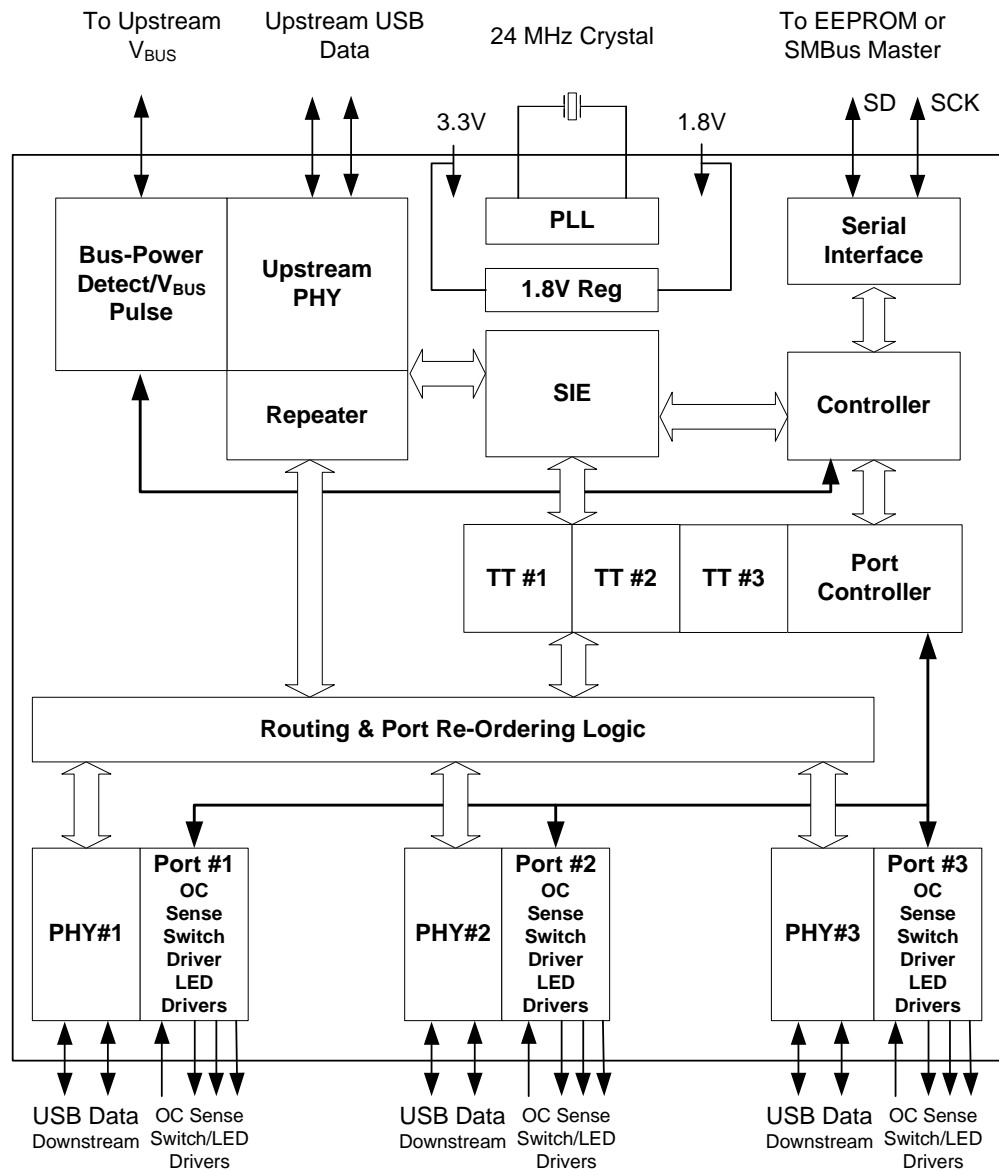 To Upstream
VBUS
Upstream USB
Data
24 MHz Crystal
To EEPROM or
SMBus Master
3.3V
1.8V
SD
SCK
Bus-Power
Detect/VBUS
Pulse
Upstream
PHY
PLL
1.8V Reg
Serial
Interface
Repeater
SIE
Controller
TT #1
TT #2
TT #3
Port
Controller
Routing & Port Re-Ordering Logic
PHY#1
Port #1
OC
Sense
Switch
Driver
LED
Drivers
PHY#2
Port #2
OC
Sense
Switch
Driver
LED
Drivers
PHY#3
Port #3
OC
Sense
Switch
Driver
LED
Drivers
USB Data
Downstream
OC Sense
Switch/LED
Drivers
USB Data
Downstream
OC Sense
Switch/LED
Drivers
USB Data
Downstream
OC Sense
Switch/LED
Drivers